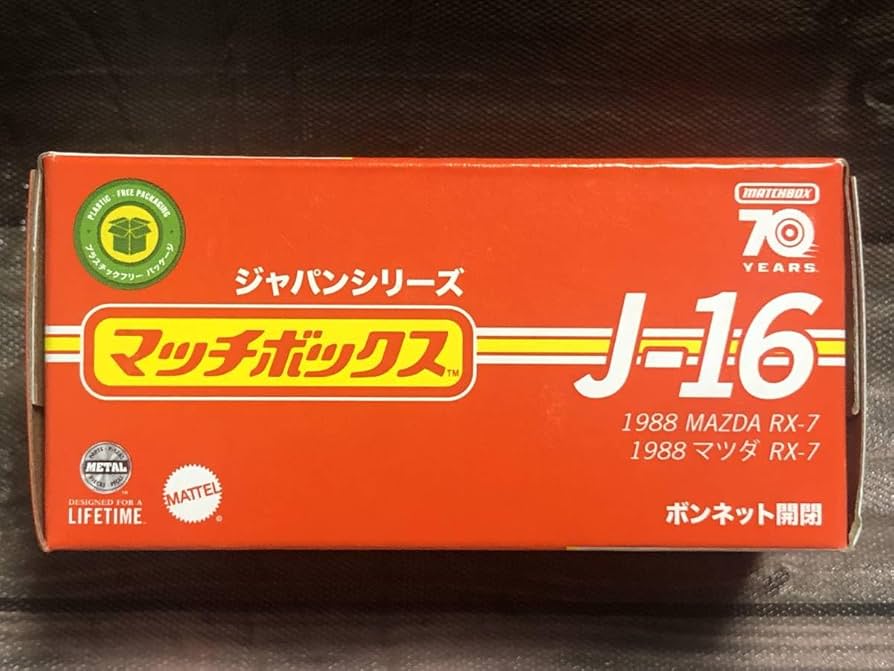 PLASTIC - FREE PACKAGING
プラスチックフリー パッケージ
MATCHBOX
70
YEARS
ジャパンシリーズ
マッチボックス™
J-16
1988 MAZDA RX-7
1988 マツダ RX-7
METAL
DESIGNED FOR A
LIFETIME™
MATTEL®
ボンネット開閉